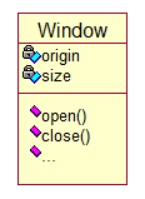 Window
origin
size
open()
close()
...